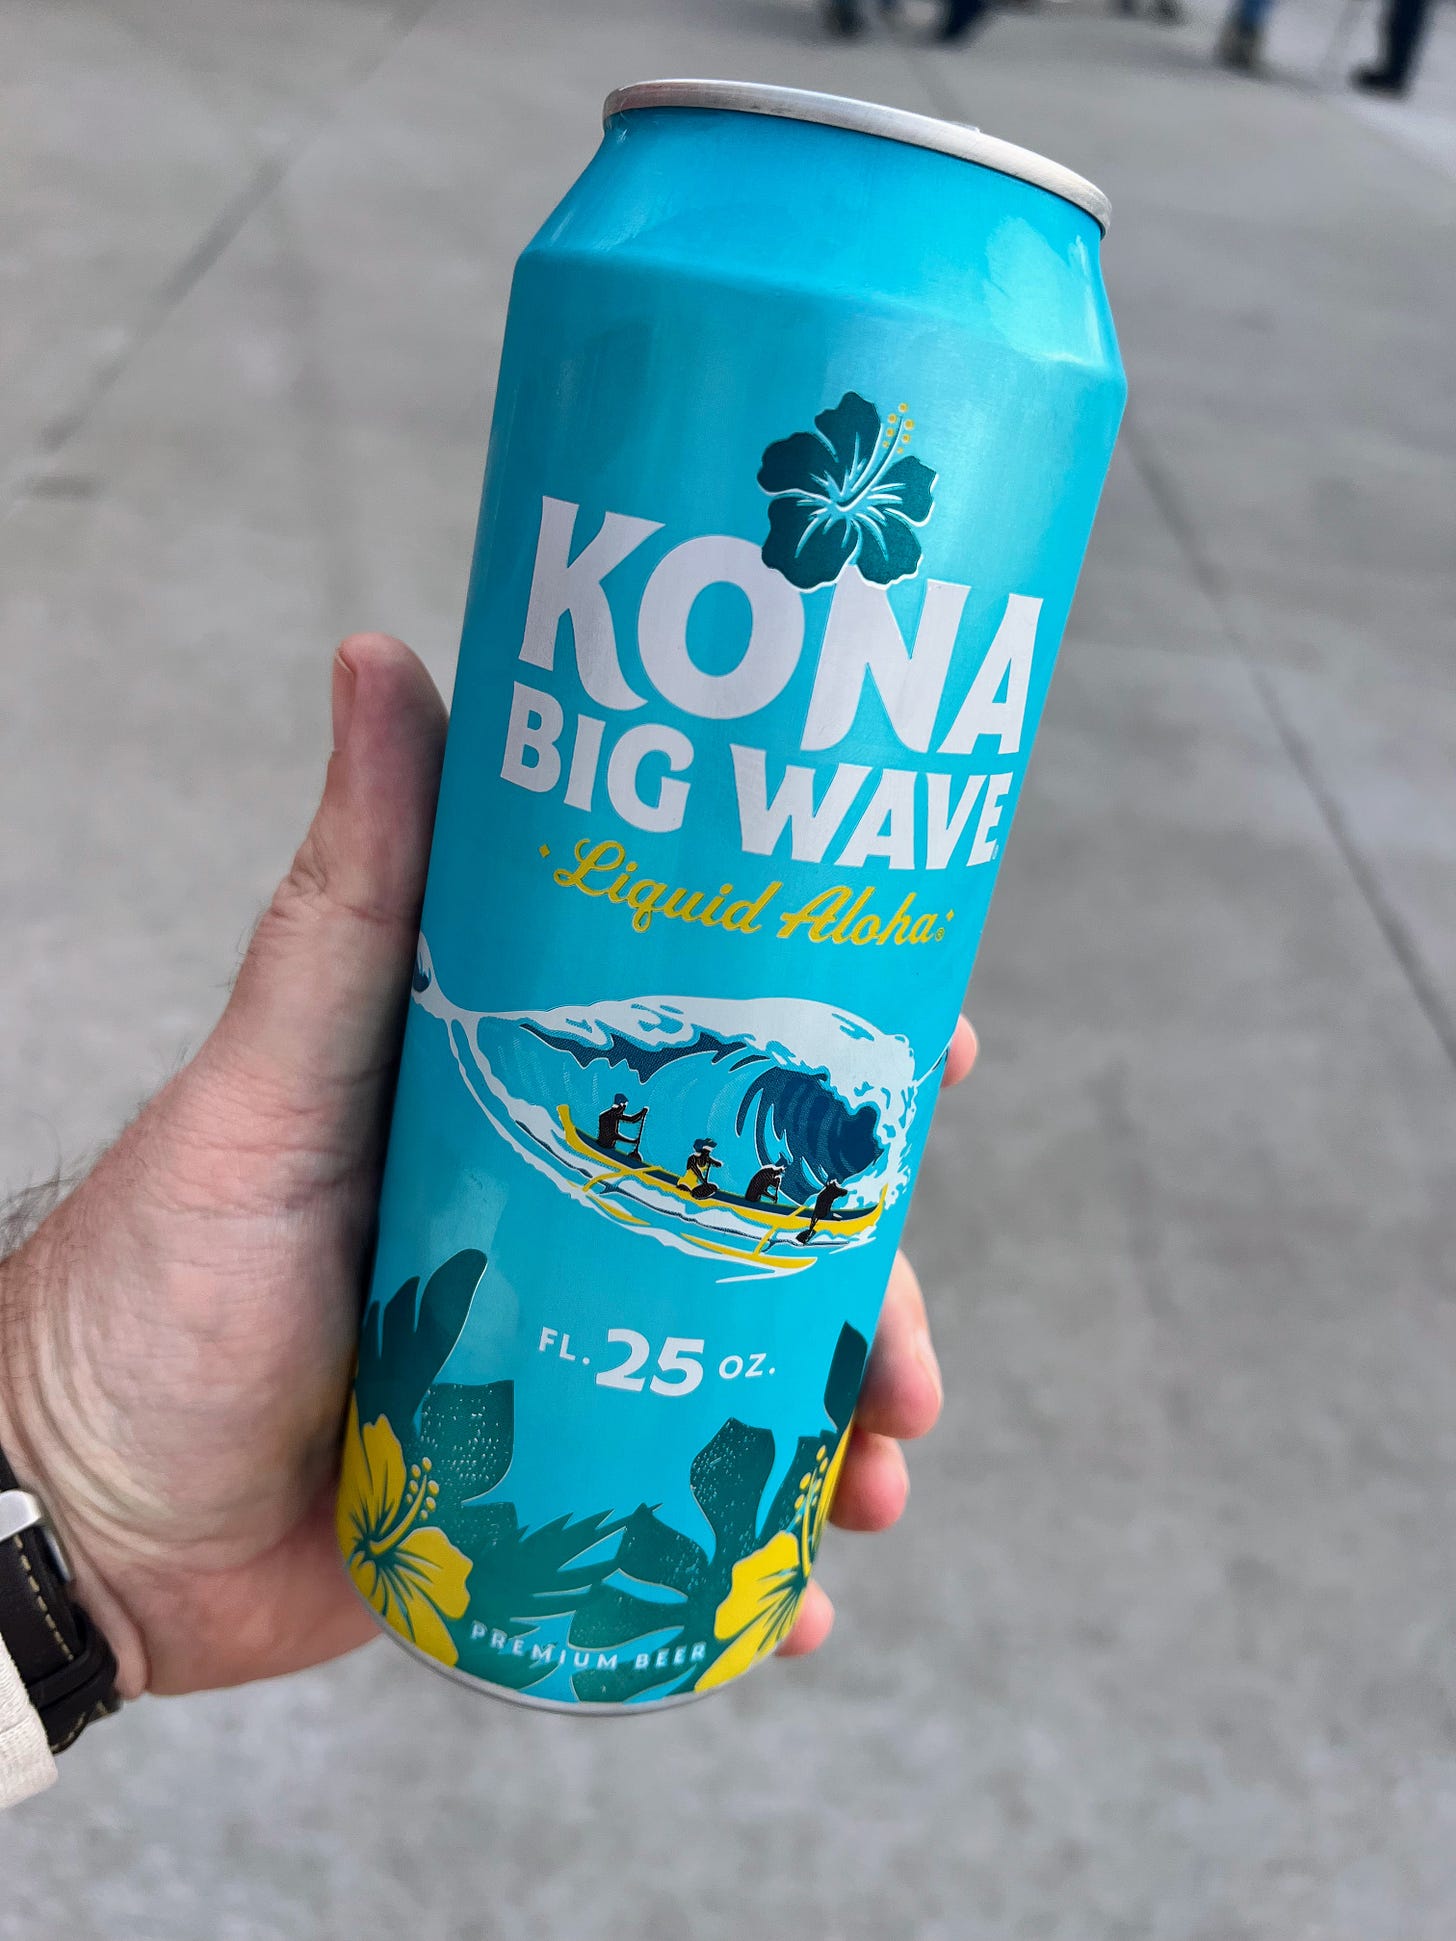 KONA
BIG WAVE®
Liquid Aloha®
FL. 25 OZ.
PREMIUM BEER